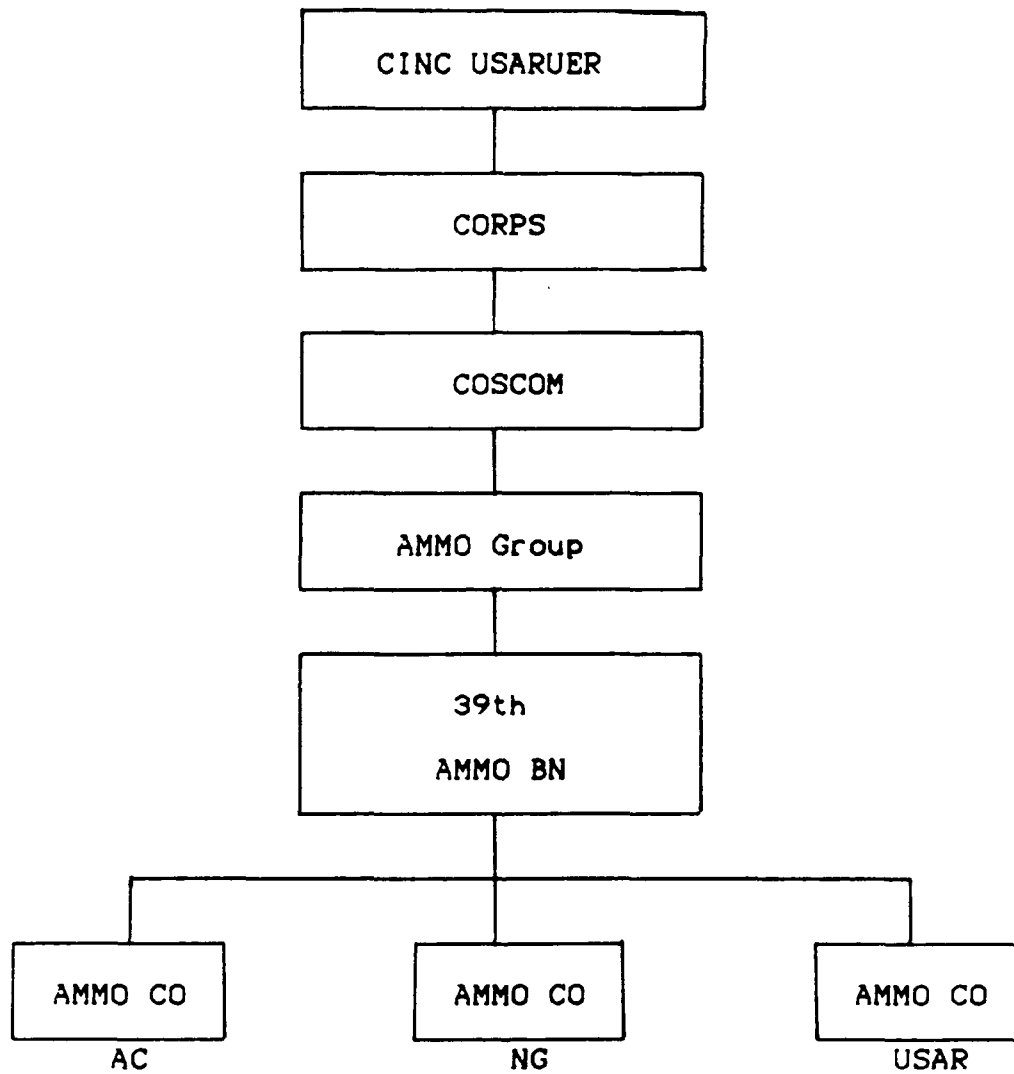 CINC USARUER
CORPS
COSCOM
AMMO Group
39th
AMMO BN
AMMO CO AMMO CO AMMO CO
AC NG USAR